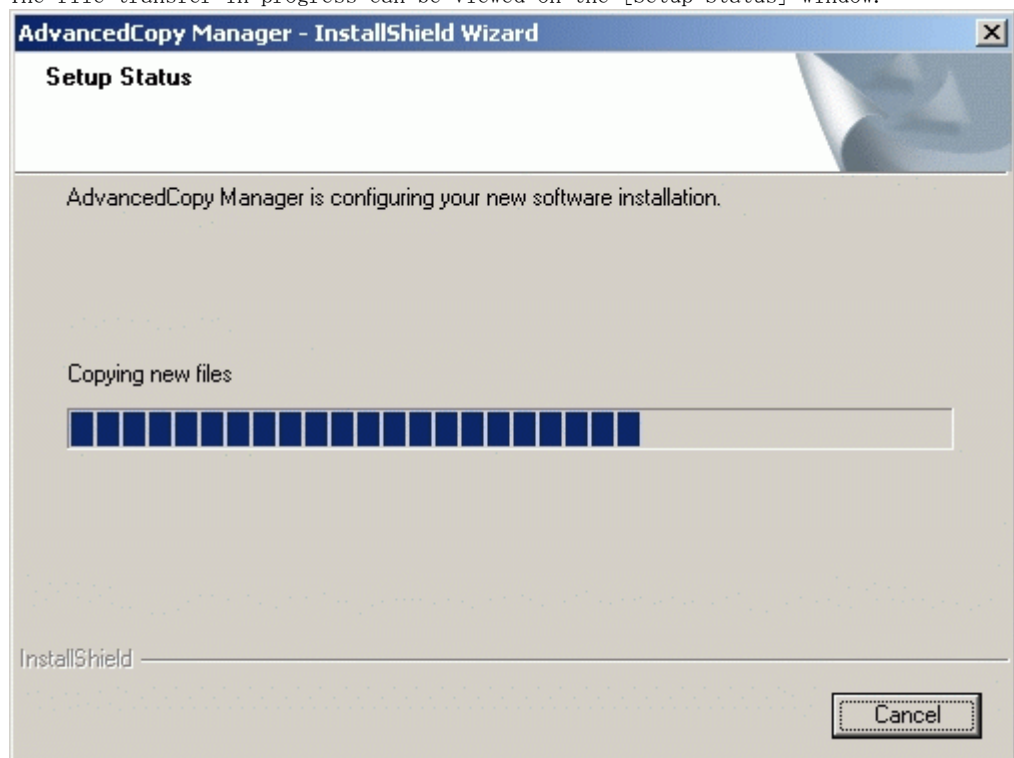 The file transfer in progress can be viewed on the [Setup Status] window.
AdvancedCopy Manager - InstallShield Wizard
Setup Status
AdvancedCopy Manager is configuring your new software installation.
Copying new files
InstallShield
Cancel